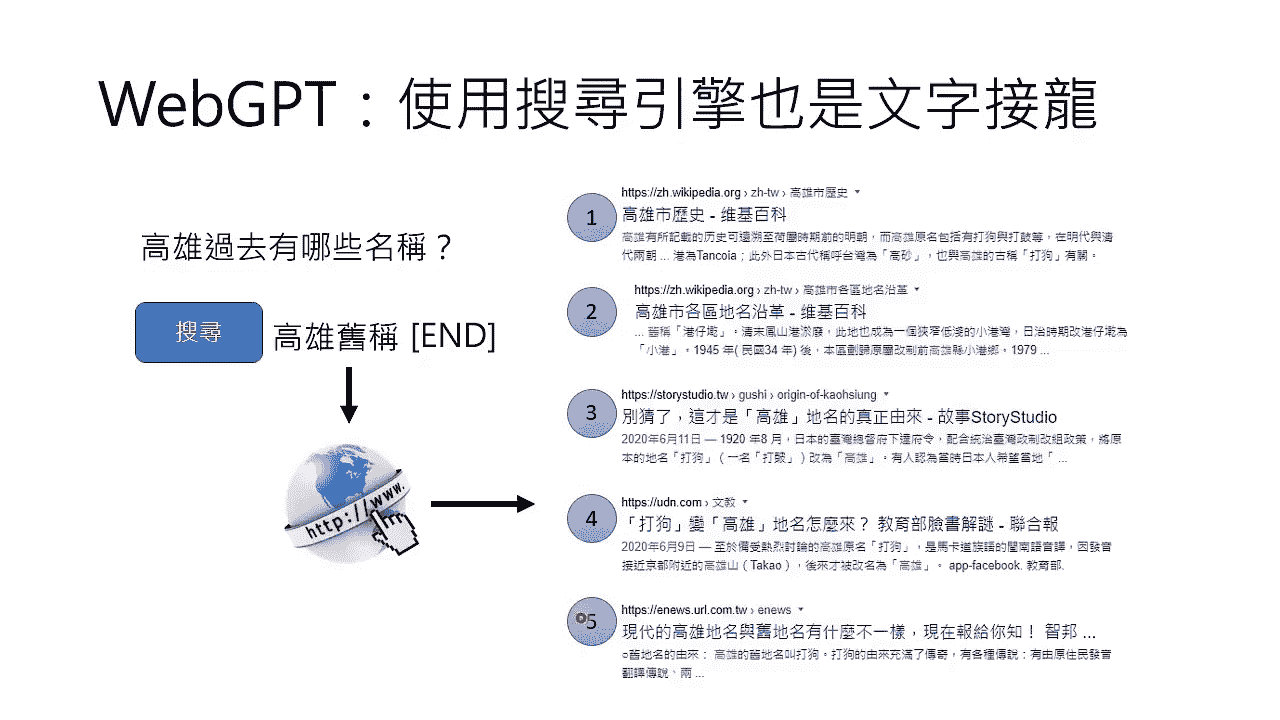 WebGPT：使用搜尋引擎也是文字接龍
高雄過去有哪些名稱？
搜尋
高雄舊稱 [END]
http://www.
1
https://zh.wikipedia.org › zh-tw › 高雄市歷史
高雄市歷史 - 维基百科
高雄有所記載的历史可遠溯至荷屬時期前的明朝，而高雄原名包括有打狗與打鼓等，在明代與清
代兩朝 ... 港為Tancoia；此外日本古代稱呼台灣為「高砂」，也與高雄的古稱「打狗」有關。
2
https://zh.wikipedia.org › zh-tw › 高雄市各區地名沿革
高雄市各區地名沿革 - 维基百科
... 舊稱「港仔墘」。清末鳳山港淤廢，此地也成為一個狹窄低淺的小港灣，日治時期改港仔墘為
「小港」。1945 年( 民國34 年) 後，本區劃歸原屬改制前高雄縣小港鄉。1979 ...
3
https://storystudio.tw › gushi › origin-of-kaohsiung
別猜了，這才是「高雄」地名的真正由來 - 故事StoryStudio
2020年6月11日 — 1920 年8 月，日本的臺灣總督府下達府令，配合統治臺灣政制改組政策，將原
本的地名「打狗」（一名「打鼓」）改為「高雄」。有人認為當時日本人希望當地「 ...
4
https://udn.com › 文教
「打狗」變「高雄」地名怎麼來？ 教育部臉書解謎 - 聯合報
2020年6月9日 — 至於備受熱烈討論的高雄原名「打狗」，是馬卡道族語的閩南語音譯，因發音
接近京都附近的高雄山（Takao），後來才被改名為「高雄」。 app-facebook. 教育部.
5
https://enews.url.com.tw › enews
現代的高雄地名與舊地名有什麼不一樣，現在報給你知！ 智邦 ...
○舊地名的由來： 高雄的舊地名叫打狗。打狗的由來充滿了傳奇，有各種傳說：有由原住民發音
翻譯傳說、兩 ...